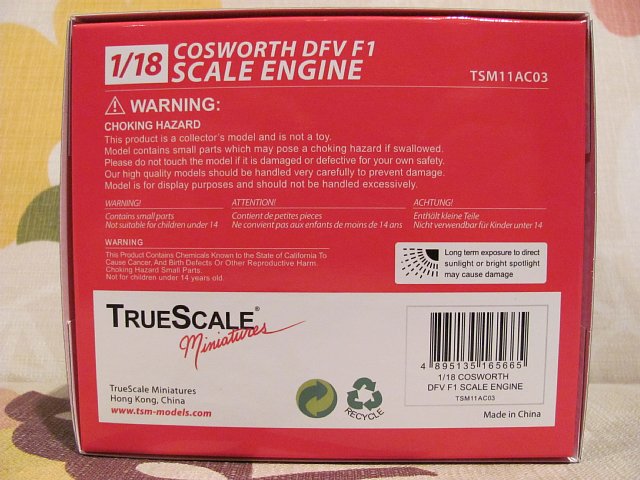 1/18 COSWORTH DFV F1
SCALE ENGINE
TSM11AC03
WARNING:
CHOKING HAZARD
This product is a collector's model and is not a toy.
Model contains small parts which may pose a choking hazard if swallowed.
Please do not touch the model if it is damaged or defective for your own safety.
Our high quality models should be handled very carefully to prevent damage.
Model is for display purposes and should not be handled excessively.
WARNING!
Contains small parts
Not suitable for children under 14
ATTENTION!
Contient de petites pieces
Ne convient pas aux enfants de moins de 14 ans
ACHTUNG!
Enthält kleine Teile
Nicht verwendbar für Kinder unter 14
WARNING
This Product Contains Chemicals Known to the State of California To
Cause Cancer, And Birth Defects Or Other Reproductive Harm.
Choking Hazard Small Parts.
Not for children under 14 years old.
Long term exposure to direct
sunlight or bright spotlight
may cause damage
TRUESCALE®
Miniatures
TrueScale Miniatures
Hong Kong, China
www.tsm-models.com
RECYCLE
4 895135 165665
1/18 COSWORTH
DFV F1 SCALE ENGINE
TSM11AC03
Made in China